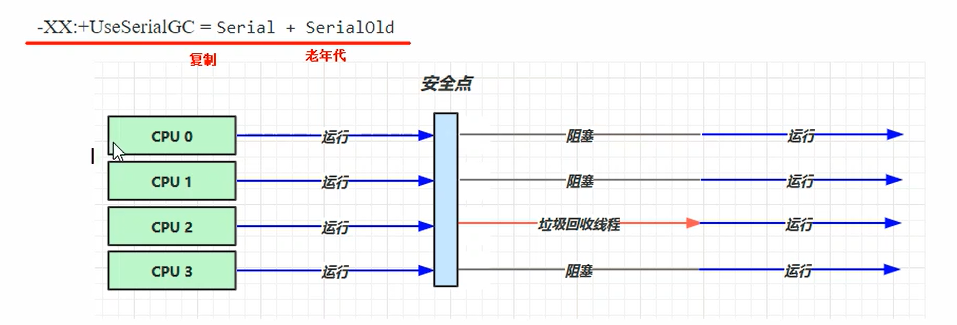 -XX:+UseSerialGC = Serial + SerialOld
复制 老年代
安全点
CPU 0 运行 阻塞 运行
CPU 1 运行 阻塞 运行
CPU 2 运行 垃圾回收线程 运行
CPU 3 运行 阻塞 运行